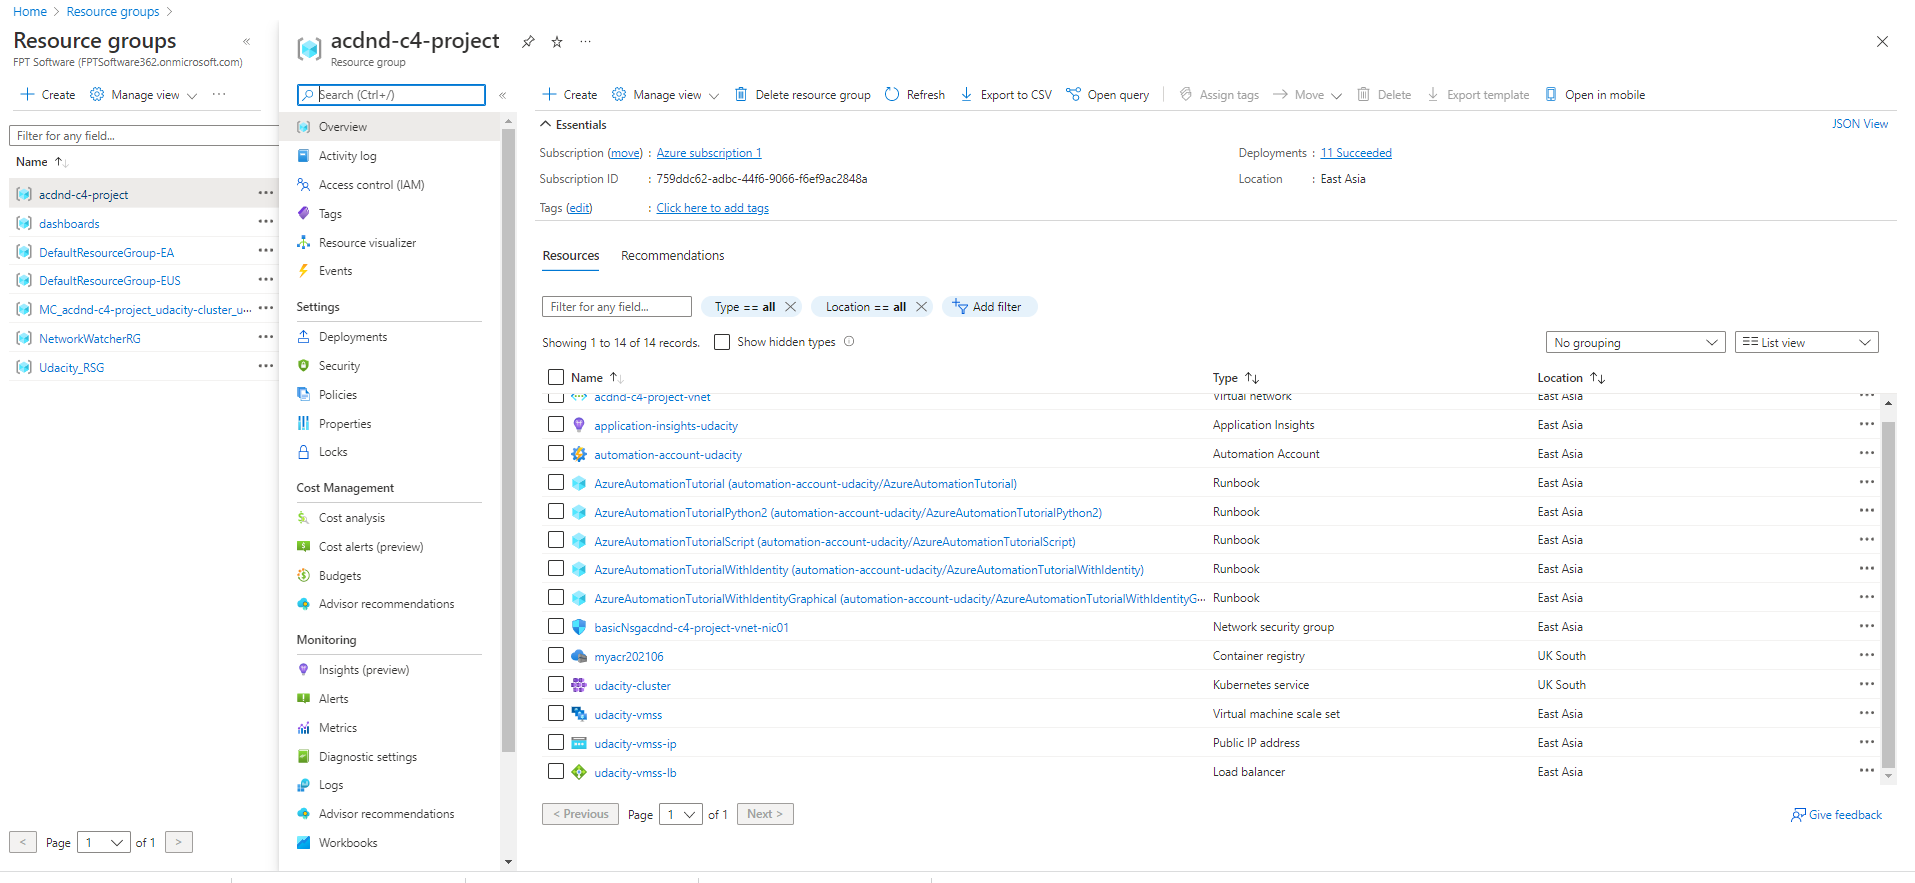 Home > Resource groups >
Resource groups «
FPT Software (FPTSoftware362.onmicrosoft.com)
+ Create Manage view ···
Filter for any field...
Name ↑↓
acdnd-c4-project ···
dashboards ···
DefaultResourceGroup-EA ···
DefaultResourceGroup-EUS ···
MC_acdnd-c4-project_udacity-cluster_u··· ···
NetworkWatcherRG ···
Udacity_RSG ···
< Page 1 of 1 >
acdnd-c4-project ···
Resource group
Search (Ctrl+/) «
Overview
Activity log
Access control (IAM)
Tags
Resource visualizer
Events
Settings
Deployments
Security
Policies
Properties
Locks
Cost Management
Cost analysis
Cost alerts (preview)
Budgets
Advisor recommendations
Monitoring
Insights (preview)
Alerts
Metrics
Diagnostic settings
Logs
Advisor recommendations
Workbooks
+ Create Manage view Delete resource group Refresh Export to CSV Open query Assign tags Move Delete Export template Open in mobile
Essentials JSON View
Subscription (move) : Azure subscription 1 Deployments : 11 Succeeded
Subscription ID : 759ddc62-adbc-44f6-9066-f6ef9ac2848a Location : East Asia
Tags (edit) : Click here to add tags
Resources Recommendations
Filter for any field... Type == all Location == all Add filter
Showing 1 to 14 of 14 records. Show hidden types No grouping List view
Name ↑↓ Type ↑↓ Location ↑↓
acdnd-c4-project-vnet Virtual network East Asia ···
application-insights-udacity Application Insights East Asia ···
automation-account-udacity Automation Account East Asia ···
AzureAutomationTutorial (automation-account-udacity/AzureAutomationTutorial) Runbook East Asia ···
AzureAutomationTutorialPython2 (automation-account-udacity/AzureAutomationTutorialPython2) Runbook East Asia ···
AzureAutomationTutorialScript (automation-account-udacity/AzureAutomationTutorialScript) Runbook East Asia ···
AzureAutomationTutorialWithIdentity (automation-account-udacity/AzureAutomationTutorialWithIdentity) Runbook East Asia ···
AzureAutomationTutorialWithIdentityGraphical (automation-account-udacity/AzureAutomationTutorialWithIdentityG··· Runbook East Asia ···
basicNsgacdnd-c4-project-vnet-nic01 Network security group East Asia ···
myacr202106 Container registry UK South ···
udacity-cluster Kubernetes service UK South ···
udacity-vmss Virtual machine scale set East Asia ···
udacity-vmss-ip Public IP address East Asia ···
udacity-vmss-lb Load balancer East Asia ···
< Previous Page 1 of 1 Next > Give feedback